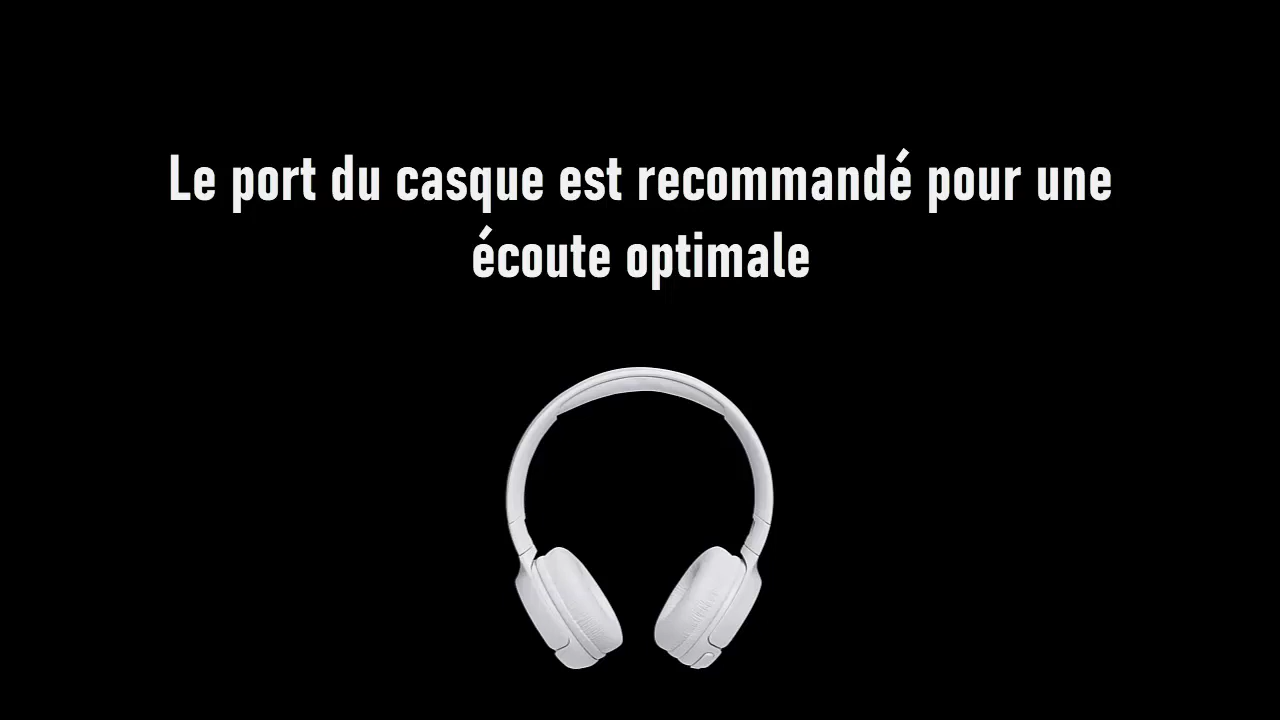 Le port du casque est recommandé pour une
écoute optimale